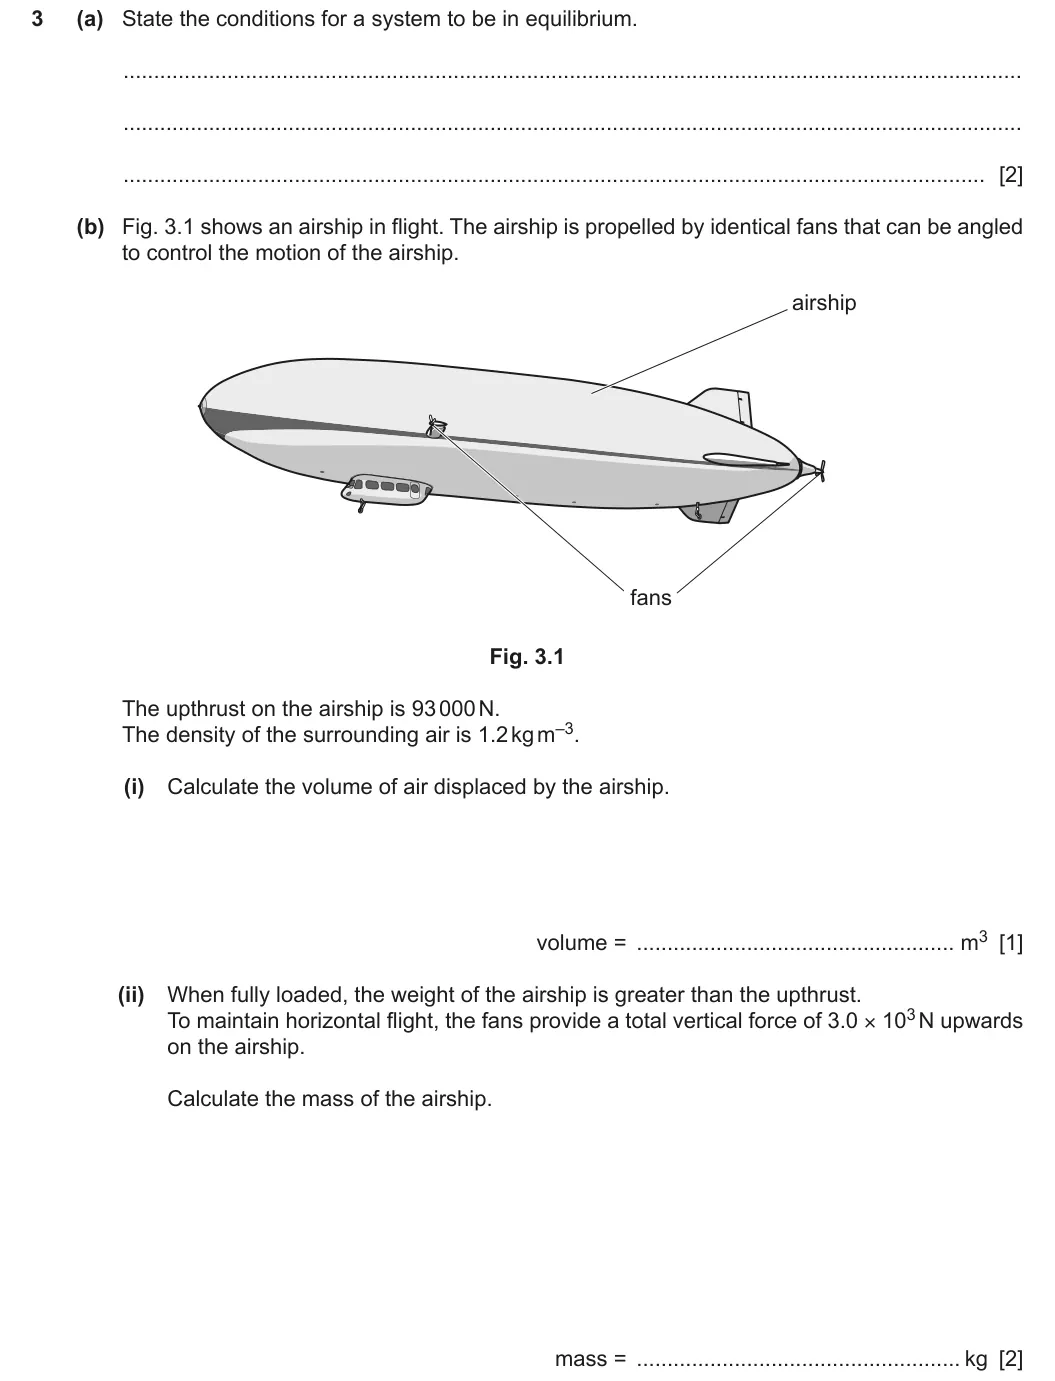 3 (a) State the conditions for a system to be in equilibrium.
..........................................................................................................................................
..........................................................................................................................................
.................................................................................................................................... [2]
(b) Fig. 3.1 shows an airship in flight. The airship is propelled by identical fans that can be angled
to control the motion of the airship.
airship
fans
Fig. 3.1
The upthrust on the airship is 93 000 N.
The density of the surrounding air is 1.2 kg m⁻³.
(i) Calculate the volume of air displaced by the airship.
volume = .................................................... m³ [1]
(ii) When fully loaded, the weight of the airship is greater than the upthrust.
To maintain horizontal flight, the fans provide a total vertical force of 3.0 × 10³ N upwards
on the airship.
Calculate the mass of the airship.
mass = ..................................................... kg [2]